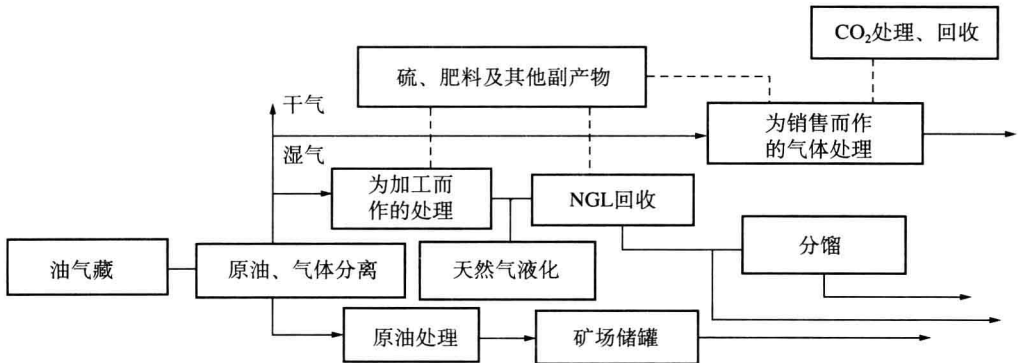 CO₂处理、回收
硫、肥料及其他副产物
干气
为销售而作
的气体处理
湿气
为加工而
作的处理
NGL回收
分馏
油气藏
原油、气体分离
天然气液化
原油处理
矿场储罐